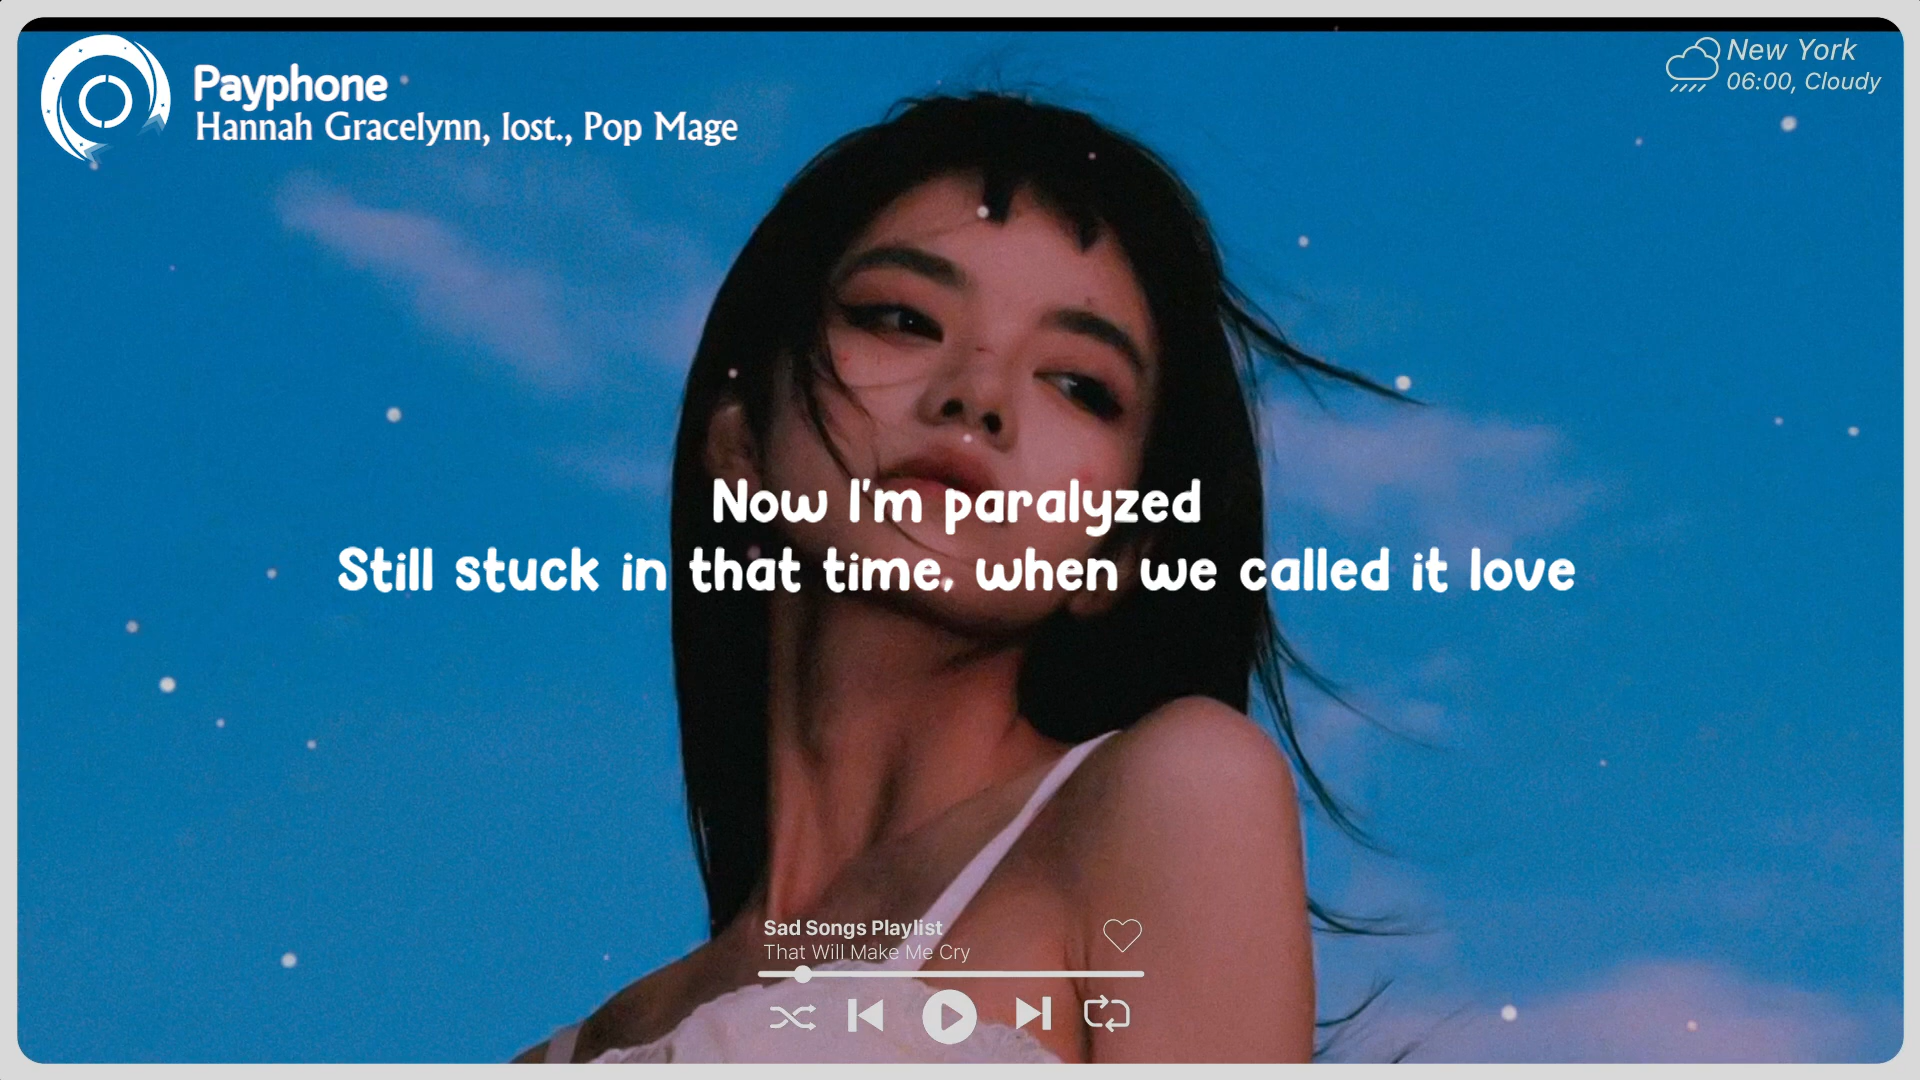 Payphone
Hannah Gracelynn, lost., Pop Mage
New York
06:00, Cloudy
Now I'm paralyzed
Still stuck in that time, when we called it love
Sad Songs Playlist
That Will Make Me Cry